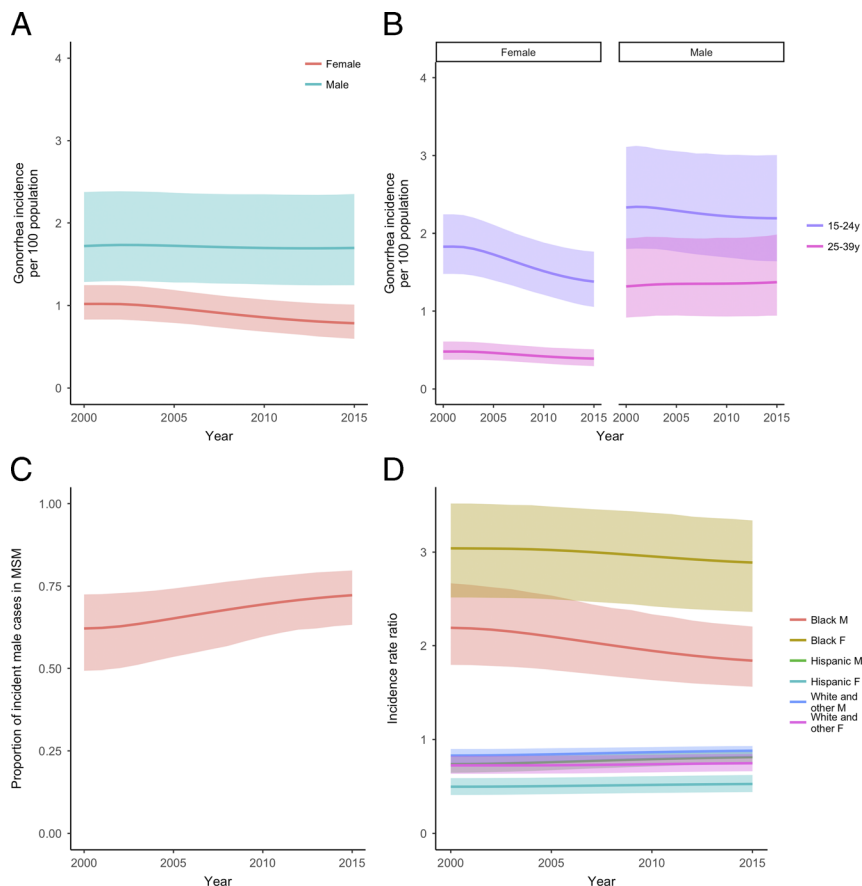 A
4
3
2
1
0
Gonorrhea incidence
per 100 population
Female
Male
2000
2005
2010
2015
Year
B
Female
Male
4
3
2
1
0
Gonorrhea incidence
per 100 population
2000
2005
2010
2015
2000
2005
2010
2015
Year
15-24y
25-39y
C
1.00
0.75
0.50
0.25
0.00
Proportion of incident male cases in MSM
2000
2005
2010
2015
Year
D
3
2
1
0
Incidence rate ratio
2000
2005
2010
2015
Year
Black M
Black F
Hispanic M
Hispanic F
White and
other M
White and
other F